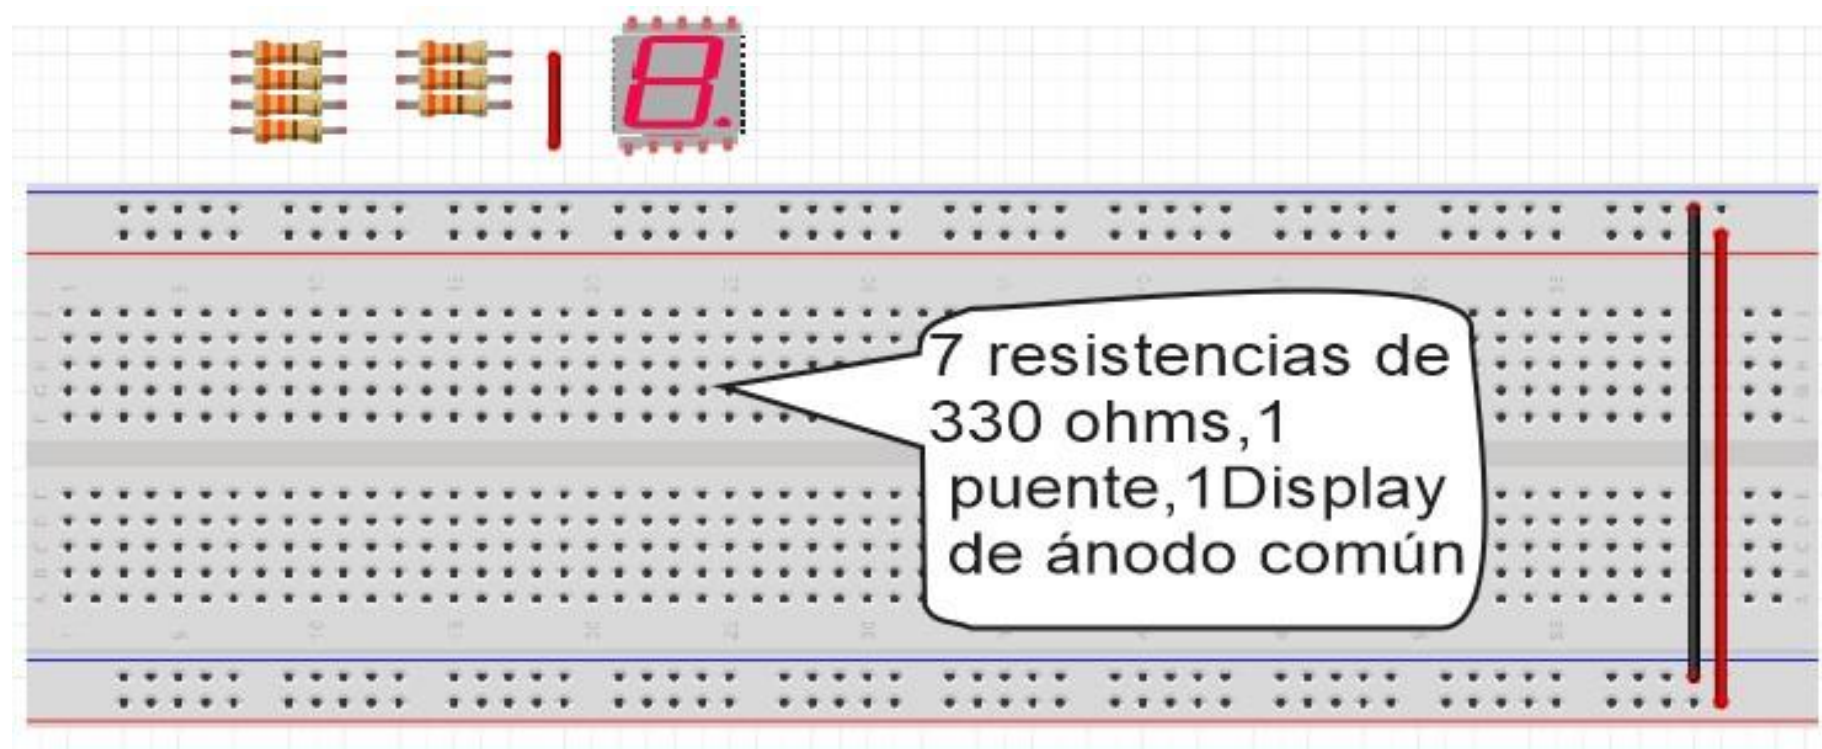 7 resistencias de
330 ohms,1
puente,1Display
de ánodo común